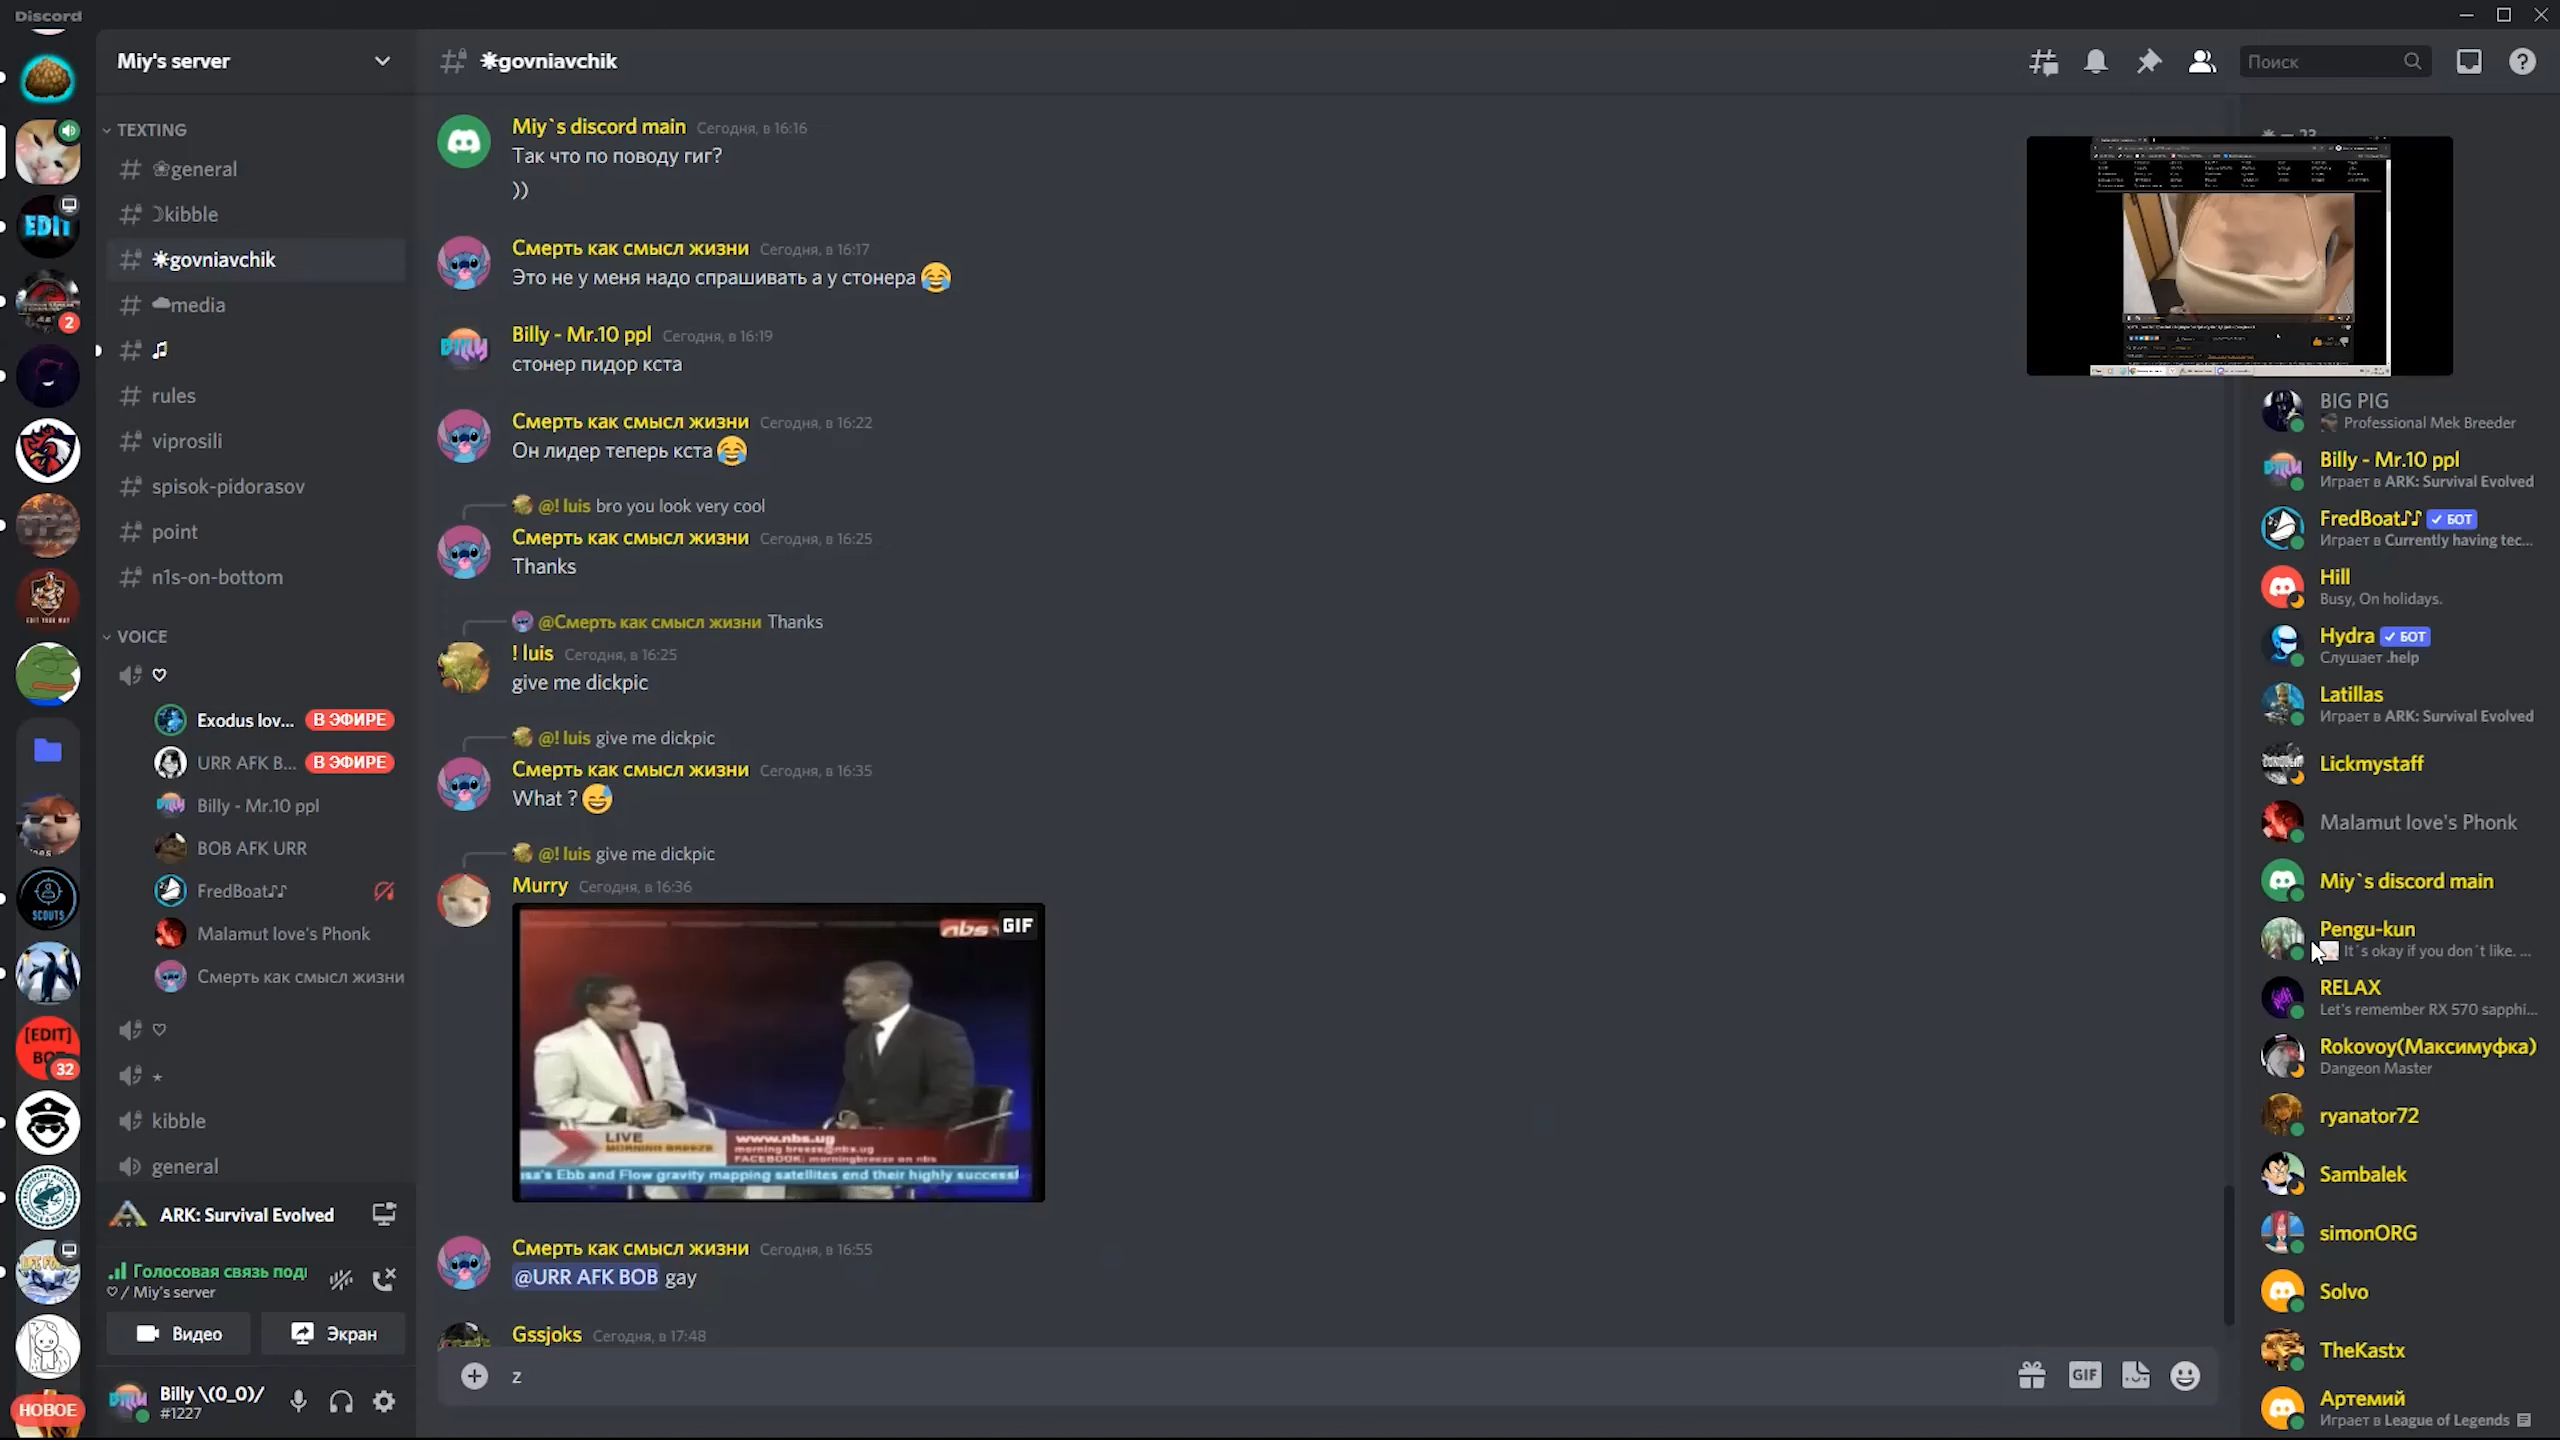 Discord
Miy's server
✵govniavchik
Поиск
TEXTING
❀general
☽kibble
✵govniavchik
☁media
♫
rules
viprosili
spisok-pidorasov
point
n1s-on-bottom
VOICE
♡
Exodus lov... В ЭФИРЕ
URR AFK B... В ЭФИРЕ
Billy - Mr.10 ppl
BOB AFK URR
FredBoat♪♪
Malamut love's Phonk
Смерть как смысл жизни
♡
⋆
kibble
general
ARK: Survival Evolved
Голосовая связь под
♡ / Miy's server
Видео
Экран
Billy \(0_0)/
#1227
EDIT
2
SCOUTS
[EDIT]
32
НОВОЕ
Miy`s discord main Сегодня, в 16:16
Так что по поводу гиг?
))
Смерть как смысл жизни Сегодня, в 16:17
Это не у меня надо спрашивать а у стонера 😂
Billy - Mr.10 ppl Сегодня, в 16:19
стонер пидор кста
Смерть как смысл жизни Сегодня, в 16:22
Он лидер теперь кста 😂
@! luis bro you look very cool
Смерть как смысл жизни Сегодня, в 16:25
Thanks
@Смерть как смысл жизни Thanks
! luis Сегодня, в 16:25
give me dickpic
@! luis give me dickpic
Смерть как смысл жизни Сегодня, в 16:35
What ? 😅
@! luis give me dickpic
Murry Сегодня, в 16:36
nbs
GIF
LIVE
MORNING BREEZE
www.nbs.ug
morning breeze@nbs.ug
FACEBOOK: morningbreeze on nbs
sa's Ebb and Flow gravity mapping satellites end their highly success
Смерть как смысл жизни Сегодня, в 16:55
@URR AFK BOB gay
Gssjoks Сегодня, в 17:48
z
GIF
BIG PIG
Professional Mek Breeder
Billy - Mr.10 ppl
Играет в ARK: Survival Evolved
FredBoat♪♪ ✓ БОТ
Играет в Currently having tec...
Hill
Busy, On holidays.
Hydra ✓ БОТ
Слушает .help
Latillas
Играет в ARK: Survival Evolved
Lickmystaff
Malamut love's Phonk
Miy`s discord main
Pengu-kun
It´s okay if you don´t like. ...
RELAX
Let's remember RX 570 sapphi...
Rokovoy(Максимуфка)
Dangeon Master
ryanator72
Sambalek
simonORG
Solvo
TheKastx
Артемий
Играет в League of Legends